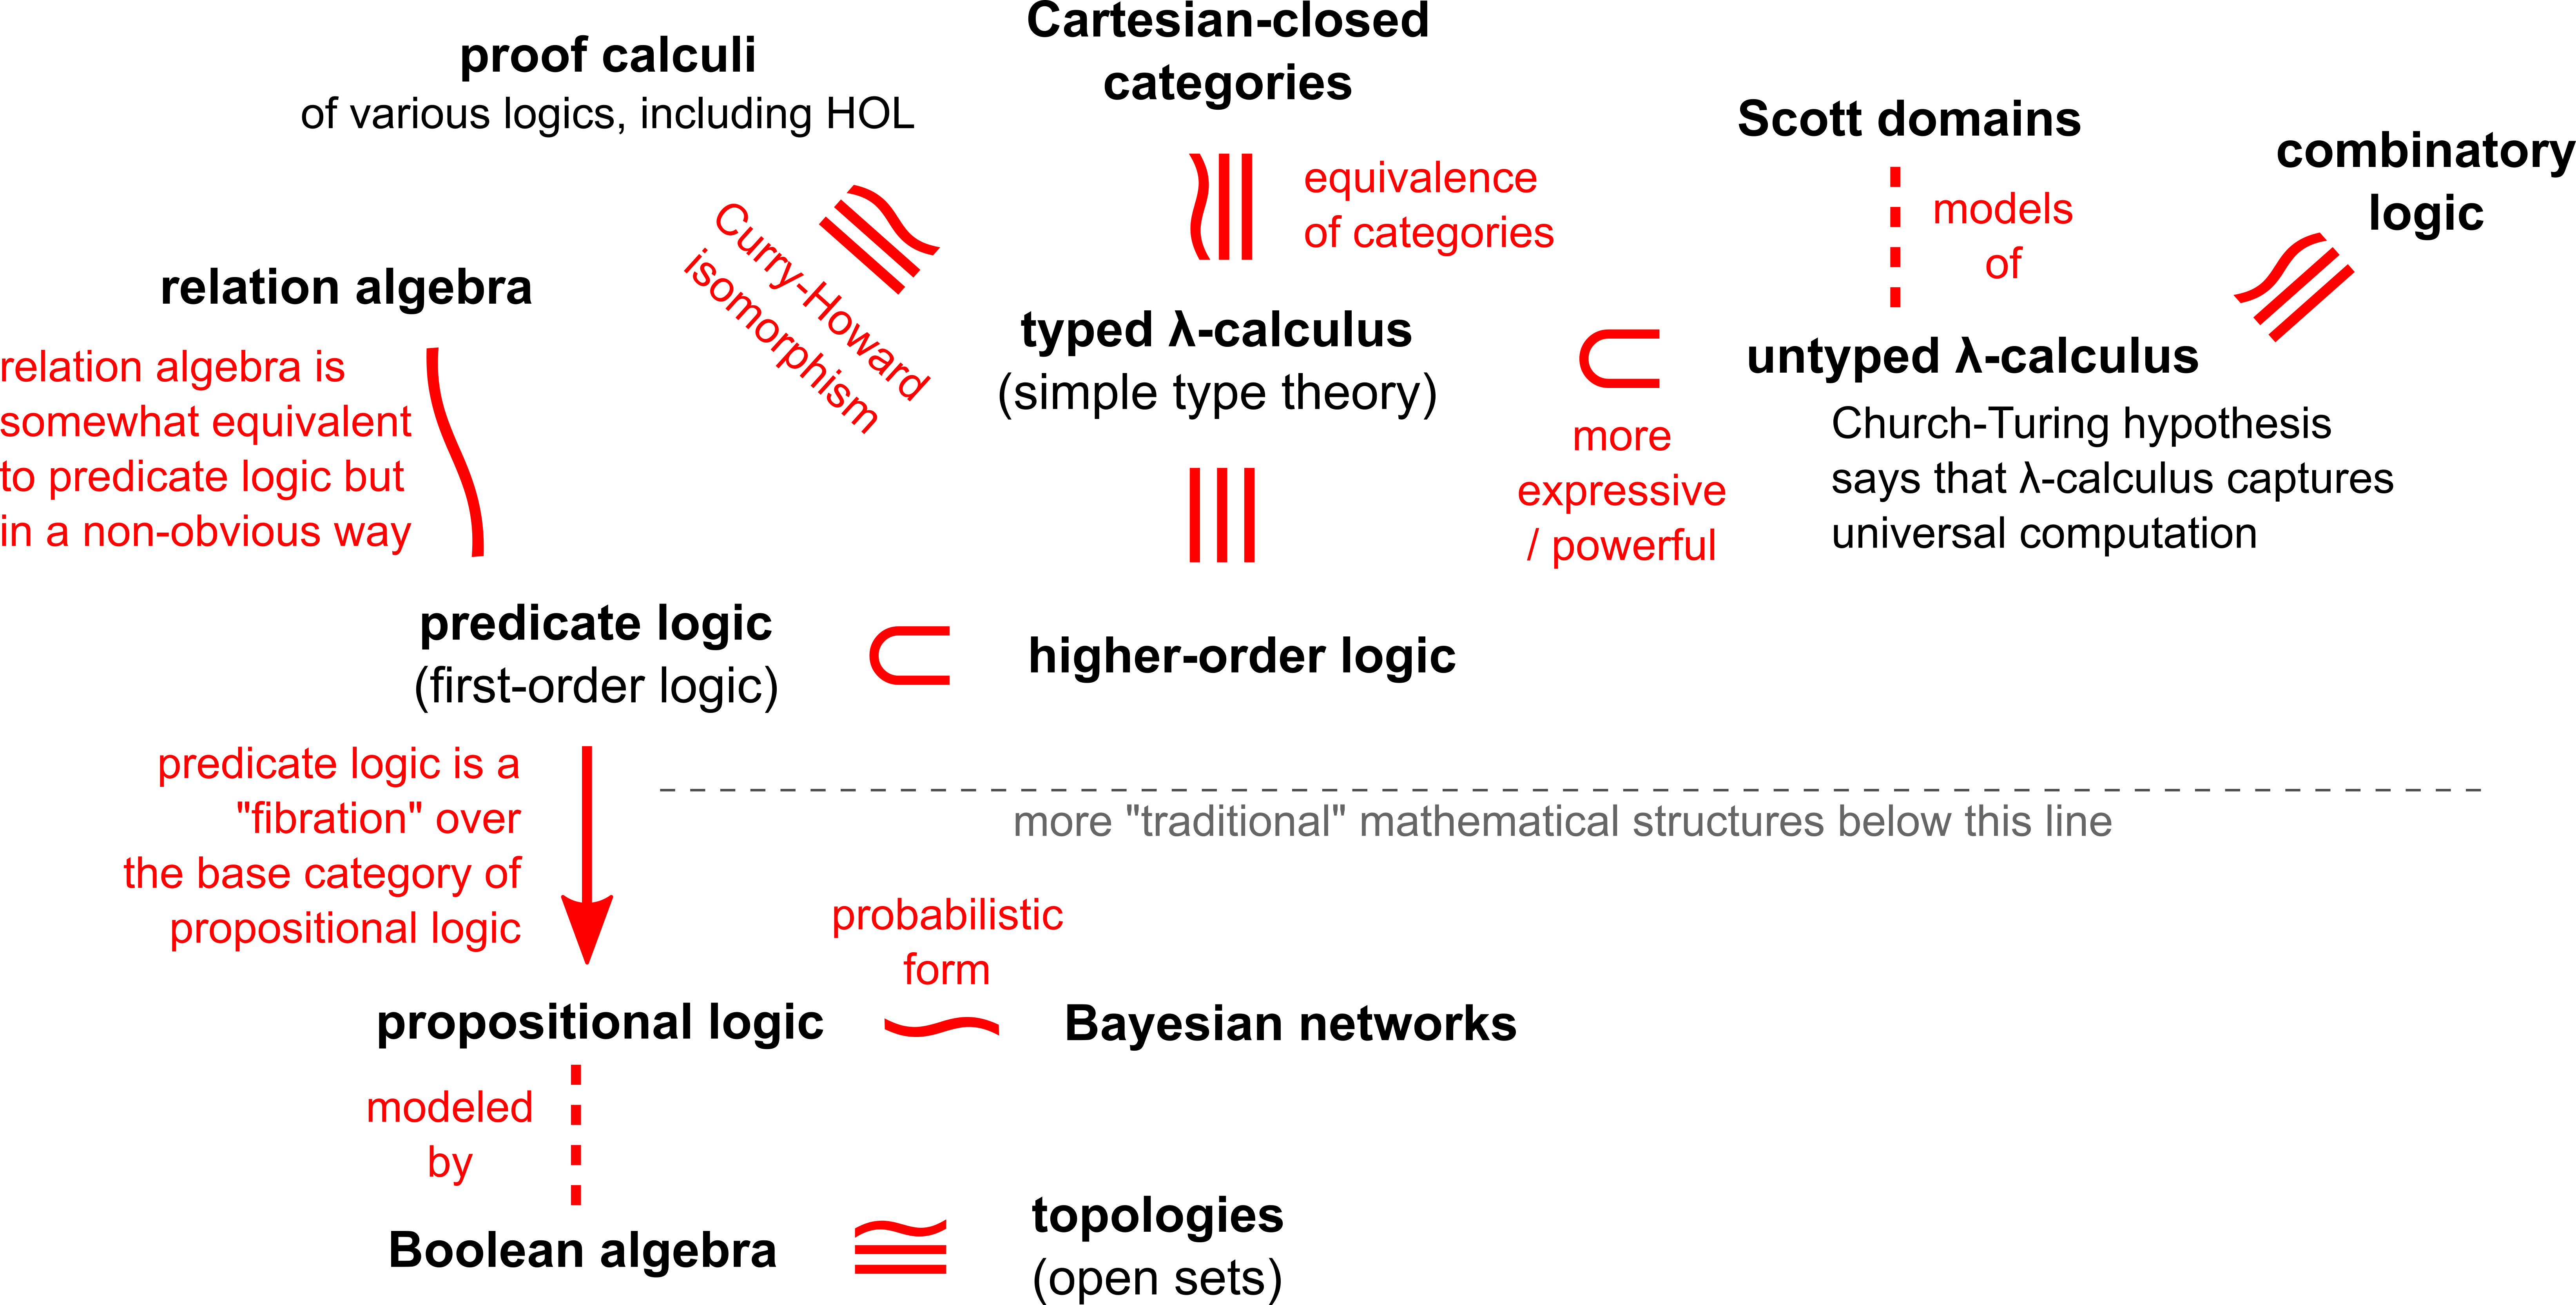 proof calculi
of various logics, including HOL
Cartesian-closed
categories
Scott domains
combinatory
logic
equivalence
of categories
models
of
Curry-Howard
isomorphism
relation algebra
relation algebra is
somewhat equivalent
to predicate logic but
in a non-obvious way
typed λ-calculus
(simple type theory)
⊂
more
expressive
/ powerful
untyped λ-calculus
Church-Turing hypothesis
says that λ-calculus captures
universal computation
predicate logic
(first-order logic)
⊂
higher-order logic
predicate logic is a
"fibration" over
the base category of
propositional logic
more "traditional" mathematical structures below this line
probabilistic
form
propositional logic
~
Bayesian networks
modeled
by
Boolean algebra
≅
topologies
(open sets)